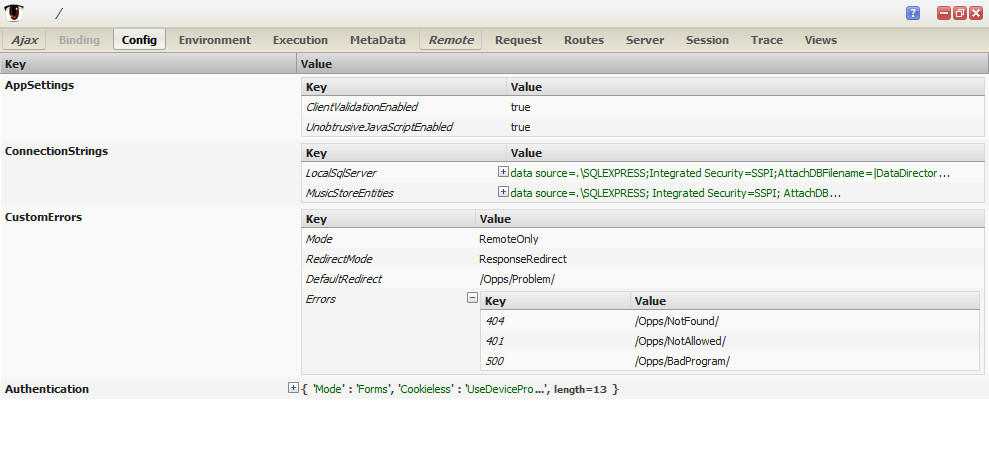 /
?
Ajax Binding Config Environment Execution MetaData Remote Request Routes Server Session Trace Views
Key Value
AppSettings
Key Value
ClientValidationEnabled true
UnobtrusiveJavaScriptEnabled true
ConnectionStrings
Key Value
LocalSqlServer data source=.\SQLEXPRESS;Integrated Security=SSPI;AttachDBFilename=|DataDirector...
MusicStoreEntities data source=.\SQLEXPRESS; Integrated Security=SSPI; AttachDB...
CustomErrors
Key Value
Mode RemoteOnly
RedirectMode ResponseRedirect
DefaultRedirect /Opps/Problem/
Errors
Key Value
404 /Opps/NotFound/
401 /Opps/NotAllowed/
500 /Opps/BadProgram/
Authentication { 'Mode' : 'Forms', 'Cookieless' : 'UseDevicePro...', length=13 }